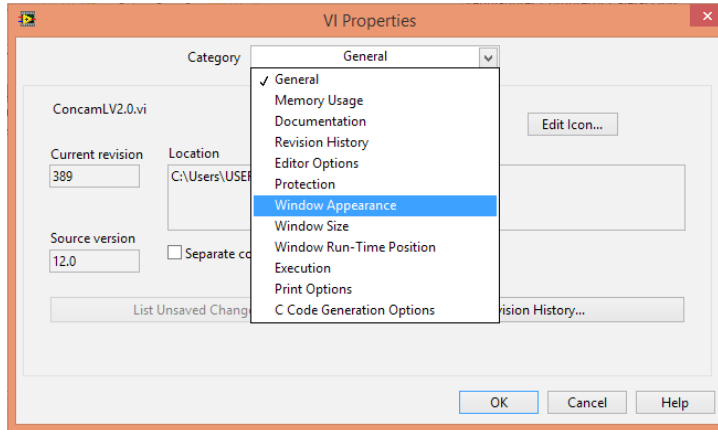 VI Properties
Category
General
General
Memory Usage
Documentation
Revision History
Editor Options
Protection
Window Appearance
Window Size
Window Run-Time Position
Execution
Print Options
C Code Generation Options
ConcamLV2.0.vi
Edit Icon...
Current revision
Location
389
C:\Users\USE
Source version
12.0
Separate co
List Unsaved Chang
vision History...
OK
Cancel
Help